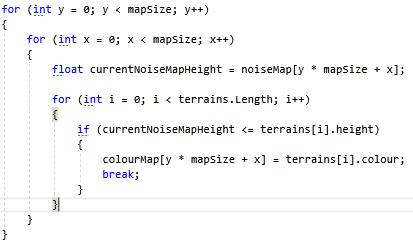 for (int y = 0; y < mapSize; y++)
{
    for (int x = 0; x < mapSize; x++)
    {
        float currentNoiseMapHeight = noiseMap[y * mapSize + x];
        for (int i = 0; i < terrains.Length; i++)
        {
            if (currentNoiseMapHeight <= terrains[i].height)
            {
                colourMap[y * mapSize + x] = terrains[i].colour;
                break;
            }
        }
    }
}